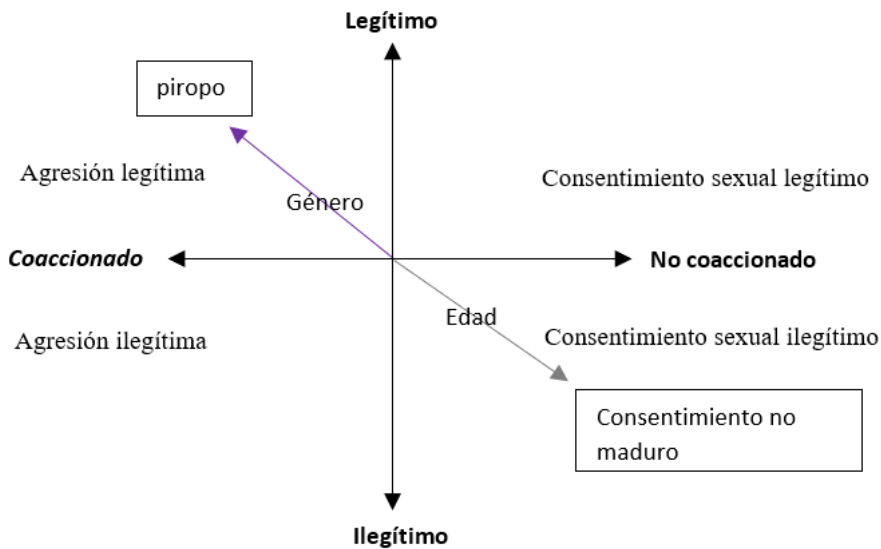 Legítimo
piropo
Agresión legítima
Consentimiento sexual legítimo
Género
Coaccionado
No coaccionado
Edad
Agresión ilegítima
Consentimiento sexual ilegítimo
Consentimiento no
maduro
Ilegítimo